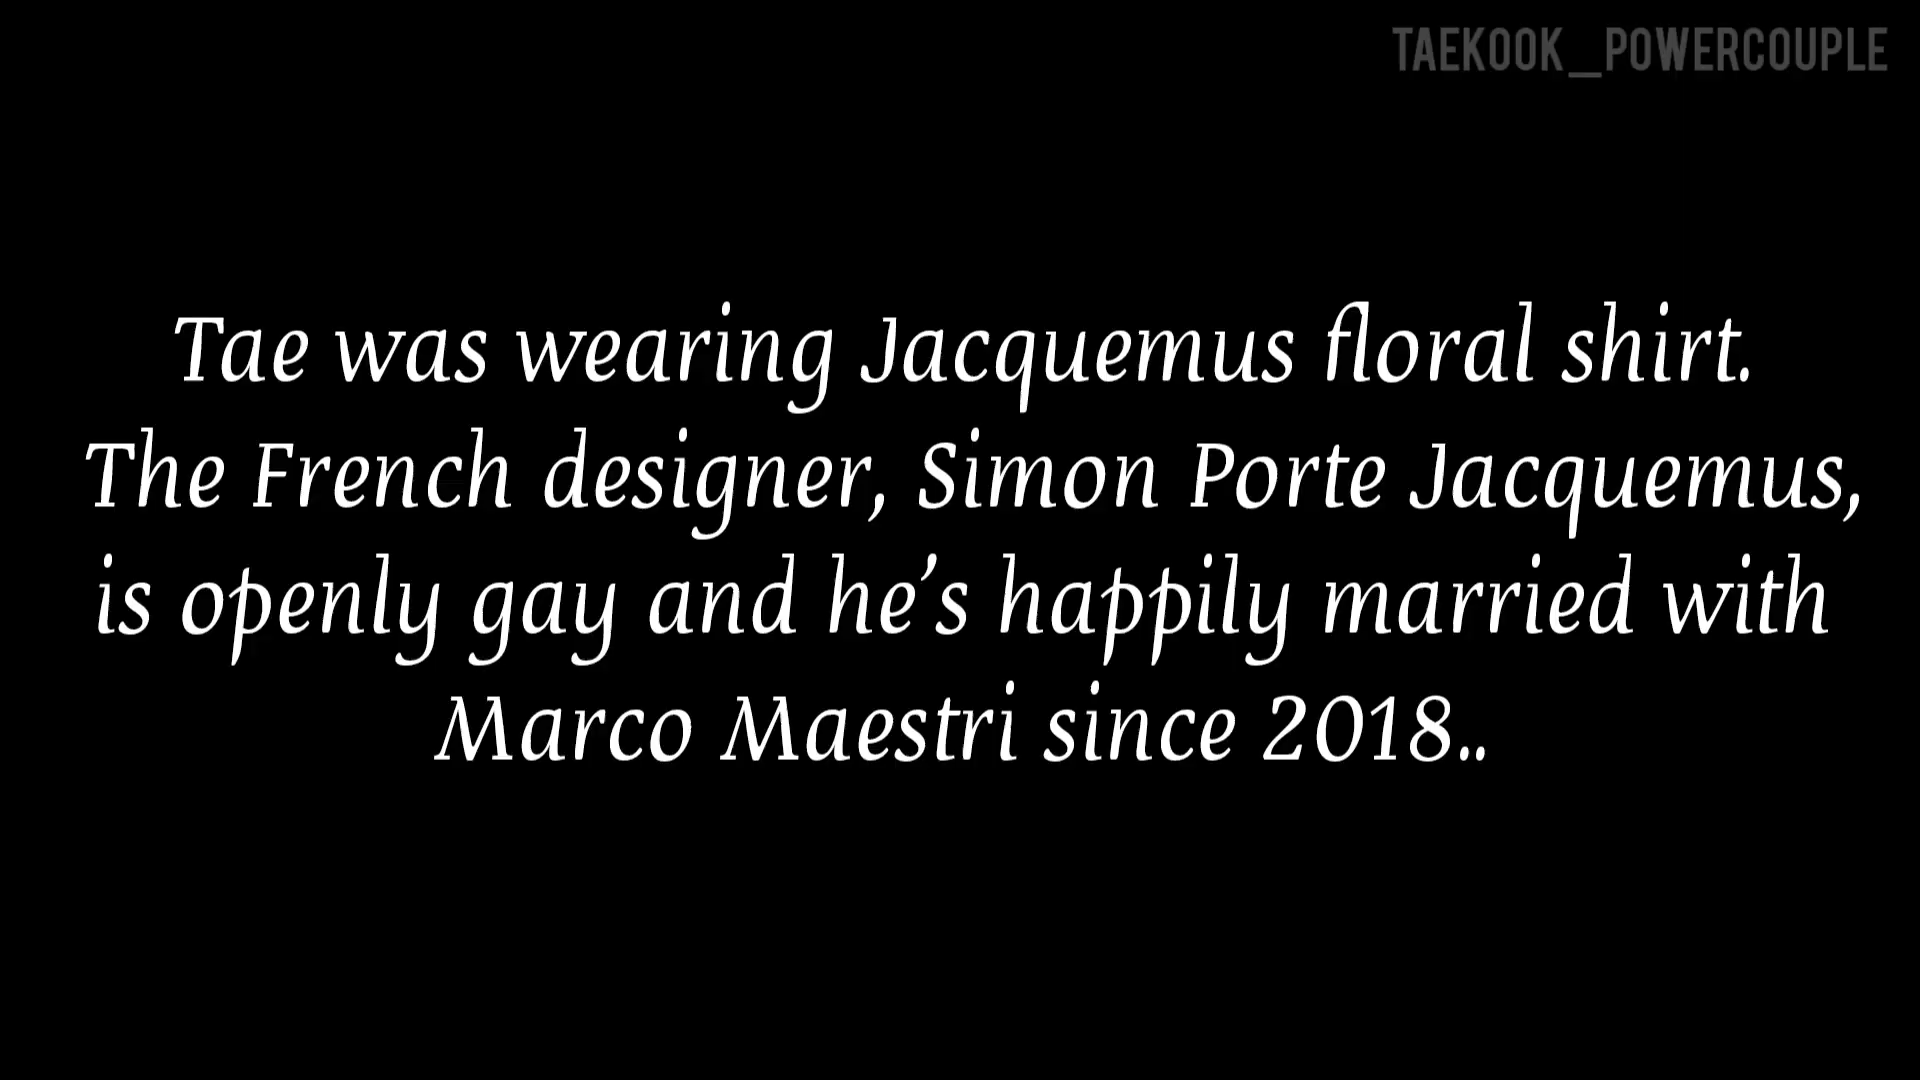 TAEKOOK_POWERCOUPLE
Tae was wearing Jacquemus floral shirt.
The French designer, Simon Porte Jacquemus,
is openly gay and he’s happily married with
Marco Maestri since 2018..